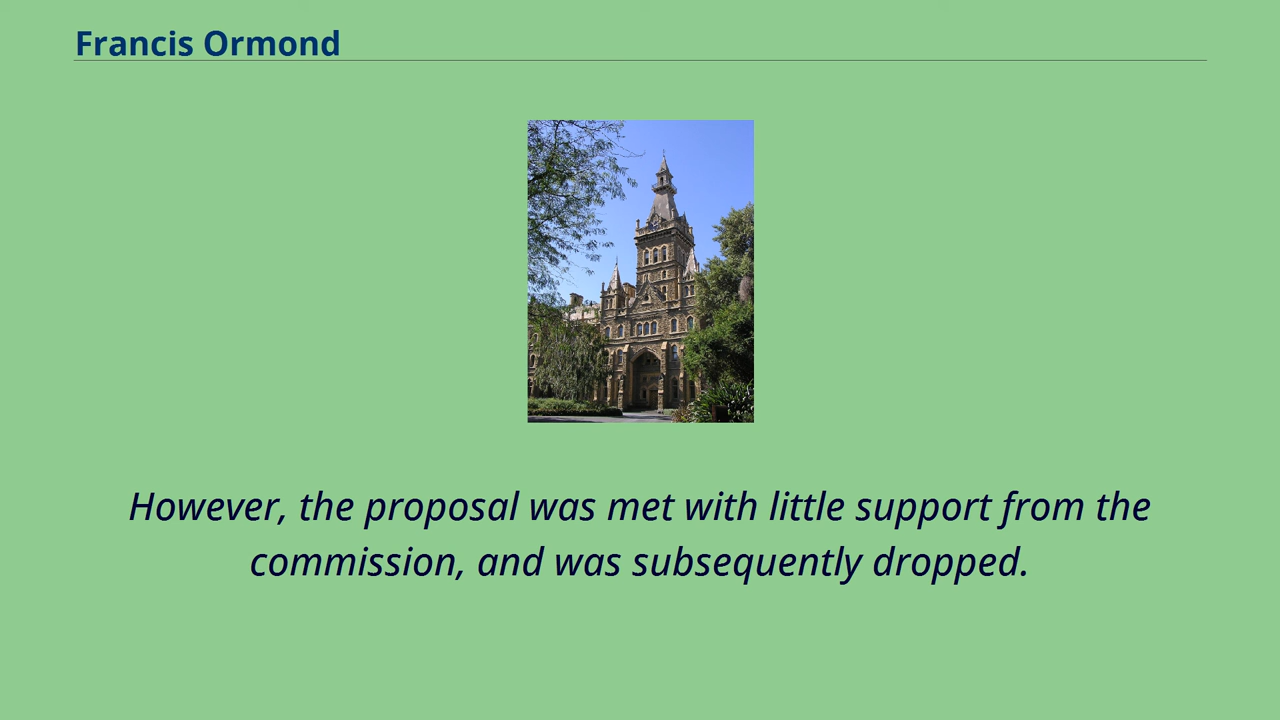 Francis Ormond
However, the proposal was met with little support from the
commission, and was subsequently dropped.